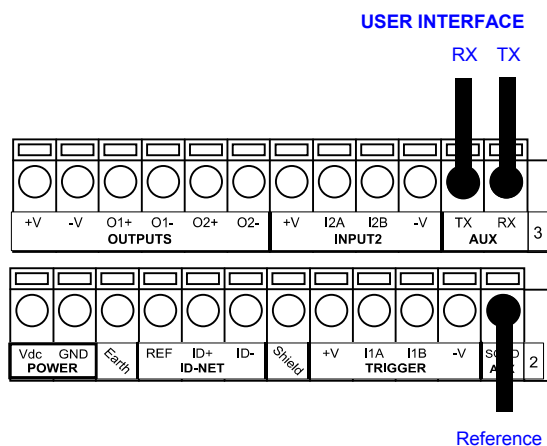 USER INTERFACE
RX TX
+V -V O1+ O1- O2+ O2- +V I2A I2B -V TX RX
OUTPUTS INPUT2 AUX 3
Vdc GND Earth REF ID+ ID- Shield +V I1A I1B -V
POWER ID-NET TRIGGER 2
Reference